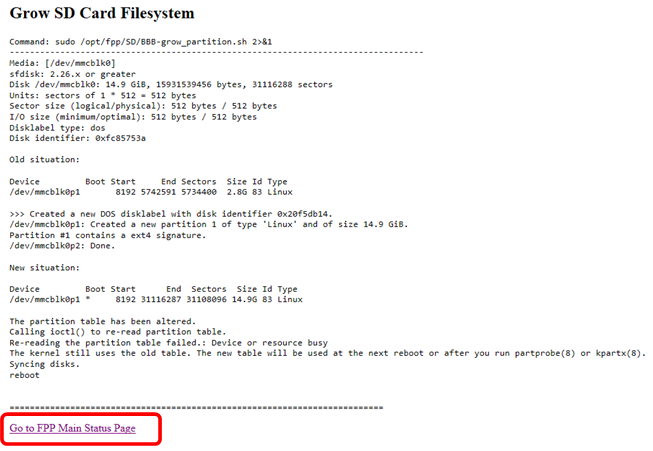 Grow SD Card Filesystem
Command: sudo /opt/fpp/SD/BBB-grow_partition.sh 2>&1
----------------------------------------------------------------------------------
Media: [/dev/mmcblk0]
sfdisk: 2.26.x or greater
Disk /dev/mmcblk0: 14.9 GiB, 15931539456 bytes, 31116288 sectors
Units: sectors of 1 * 512 = 512 bytes
Sector size (logical/physical): 512 bytes / 512 bytes
I/O size (minimum/optimal): 512 bytes / 512 bytes
Disklabel type: dos
Disk identifier: 0xfc85753a
Old situation:
Device         Boot Start     End Sectors  Size Id Type
/dev/mmcblk0p1       8192 5742591 5734400  2.8G 83 Linux
>>> Created a new DOS disklabel with disk identifier 0x20f5db14.
/dev/mmcblk0p1: Created a new partition 1 of type 'Linux' and of size 14.9 GiB.
Partition #1 contains a ext4 signature.
/dev/mmcblk0p2: Done.
New situation:
Device         Boot Start      End  Sectors  Size Id Type
/dev/mmcblk0p1 *     8192 31116287 31108096 14.9G 83 Linux
The partition table has been altered.
Calling ioctl() to re-read partition table.
Re-reading the partition table failed.: Device or resource busy
The kernel still uses the old table. The new table will be used at the next reboot or after you run partprobe(8) or kpartx(8).
Syncing disks.
reboot
==========================================================================
Go to FPP Main Status Page